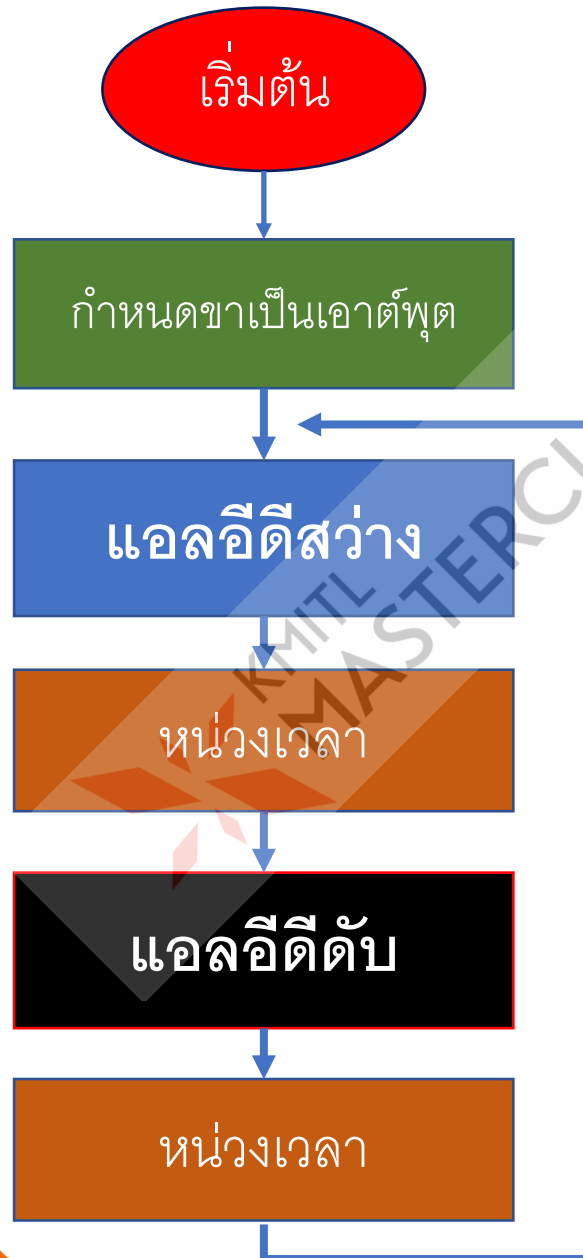 เริ่มต้น
กำหนดขาเป็นเอาต์พุต
แอลอีดีสว่าง
KMITL
หน่วงเวลา
แอลอีดีดับ
หน่วงเวลา